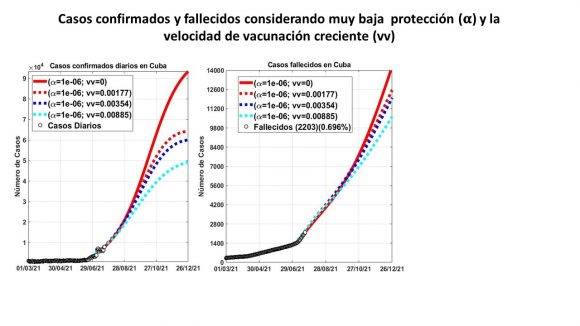 Casos confirmados y fallecidos considerando muy baja protección (α) y la
velocidad de vacunación creciente (vv)
Casos confirmados diarios en Cuba
×10⁴
9
8
7
6
5
4
3
2
1
Número de Casos
(α=1e-06; vv=0)
(α=1e-06; vv=0.00177)
(α=1e-06; vv=0.00354)
(α=1e-06; vv=0.00885)
Casos Diarios
01/03/21 30/04/21 29/06/21 28/08/21 27/10/21 26/12/21
Casos fallecidos en Cuba
14000
12600
11200
9800
8400
7000
5600
4200
2800
1400
0
Número de Casos
(α=1e-06; vv=0)
(α=1e-06; vv=0.00177)
(α=1e-06; vv=0.00354)
(α=1e-06; vv=0.00885)
Fallecidos (2203)(0.696%)
01/03/21 30/04/21 29/06/21 28/08/21 27/10/21 26/12/21